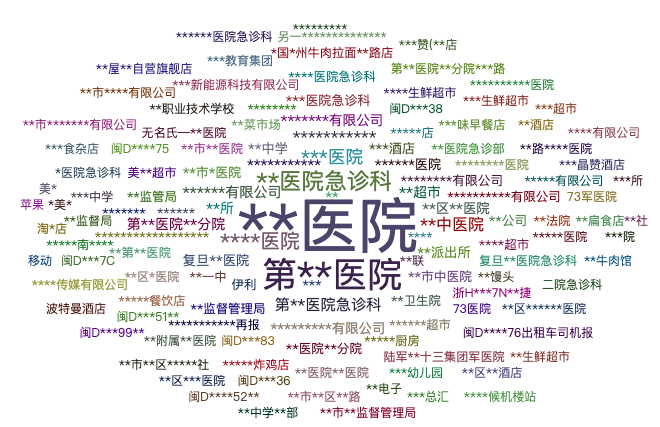 *********
******医院急诊科 另一***************
***赞(**店
*国*州牛肉拉面**路店
***教育集团
**屋**自营旗舰店 ****医院急诊科 第**医院**分院***路
***新能源科技有限公司 **********医院
**市****有限公司 ***医院急诊科 ****生鲜超市 ***生鲜超市
**职业技术学校 ******** 闽D***38 ***超市
**市*******有限公司 **菜市场 *******有限公司 ***味早餐店 **酒店
无名氏—**医院 ************ *****店 ****有限公司
***食杂店 闽D****75 **市**医院 **中学 ***酒店 **医院急诊部 **路****医院
***医院
*********** ******医院 ********医院 ***晶赞酒店
*医院急诊科 美**超市 **市*医院 **医院急诊科 ********有限公司 *****有限公司 ***所
美* ***中学 **监管局 ******有限公司 ** **超市 **********有限公司 73军医院
苹果 *美* **所 **医院 **区**医院
******* ******
**监督局 第**医院**分院 **中医院 **公司 **法院 **扁食店**社
淘*店
****************** ****医院 **** *****医院 ***院
*****南**** **第**医院 **派出所 ****超市
移动 闽D***7C 复旦**医院 **联 复旦**医院急诊科 **牛肉馆
**区*医院 **一中 第**医院 **市中医院 **馒头
****传媒有限公司 伊利 *** 二院急诊科
*****餐饮店 浙H***7N**捷
波特曼酒店 **监督管理局 第**医院急诊科 **卫生院 73医院 **区******医院
闽D***51**
***********再报 *********有限公司 ******超市
闽D***99** 闽D****76出租车司机报
**附属**医院 闽D***83 *****厨房
**医院**分院 陆军**十三集团军医院 **生鲜超市
**市**区*****社 *****炸鸡店
**医院**医院 ***幼儿园 **区**酒店
**区***医院 闽D***36
**电子
闽D****52** **市**区**路 ***总汇 ****候机楼站
**中学**部 **市**监督管理局